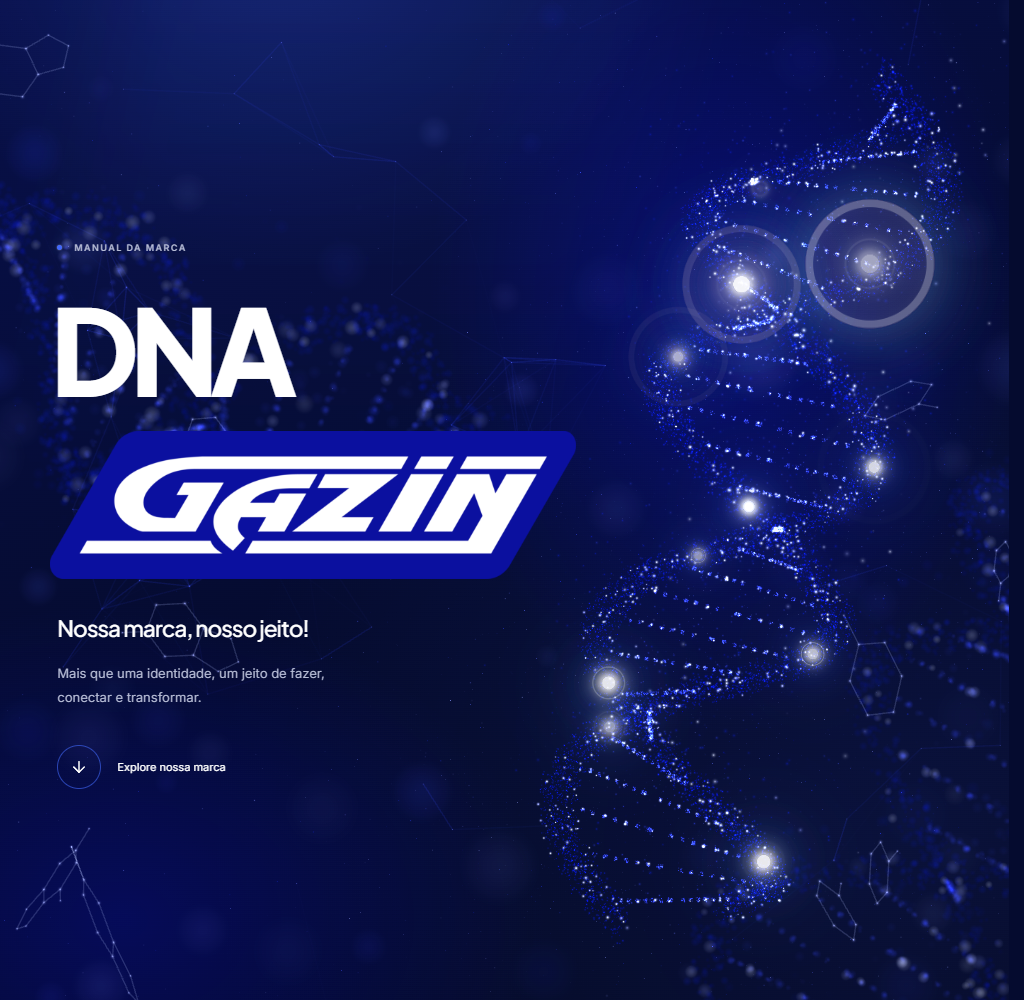 MANUAL DA MARCA
DNA
GAZIN
Nossa marca, nosso jeito!
Mais que uma identidade, um jeito de fazer,
conectar e transformar.
Explore nossa marca